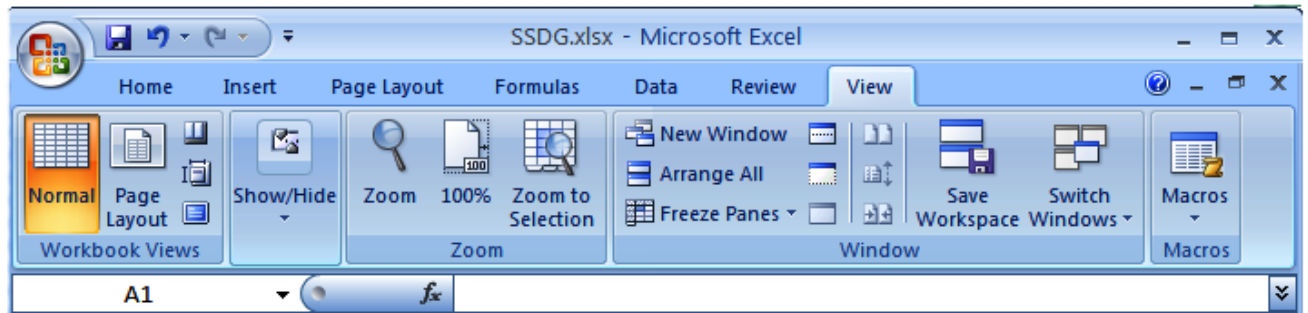 SSDG.xlsx - Microsoft Excel
Home Insert Page Layout Formulas Data Review View
Normal
Page Layout
Show/Hide
Zoom
100%
100
Zoom to Selection
New Window
Arrange All
Freeze Panes
Save Workspace
Switch Windows
Macros
Workbook Views
Zoom
Window
Macros
A1
fx